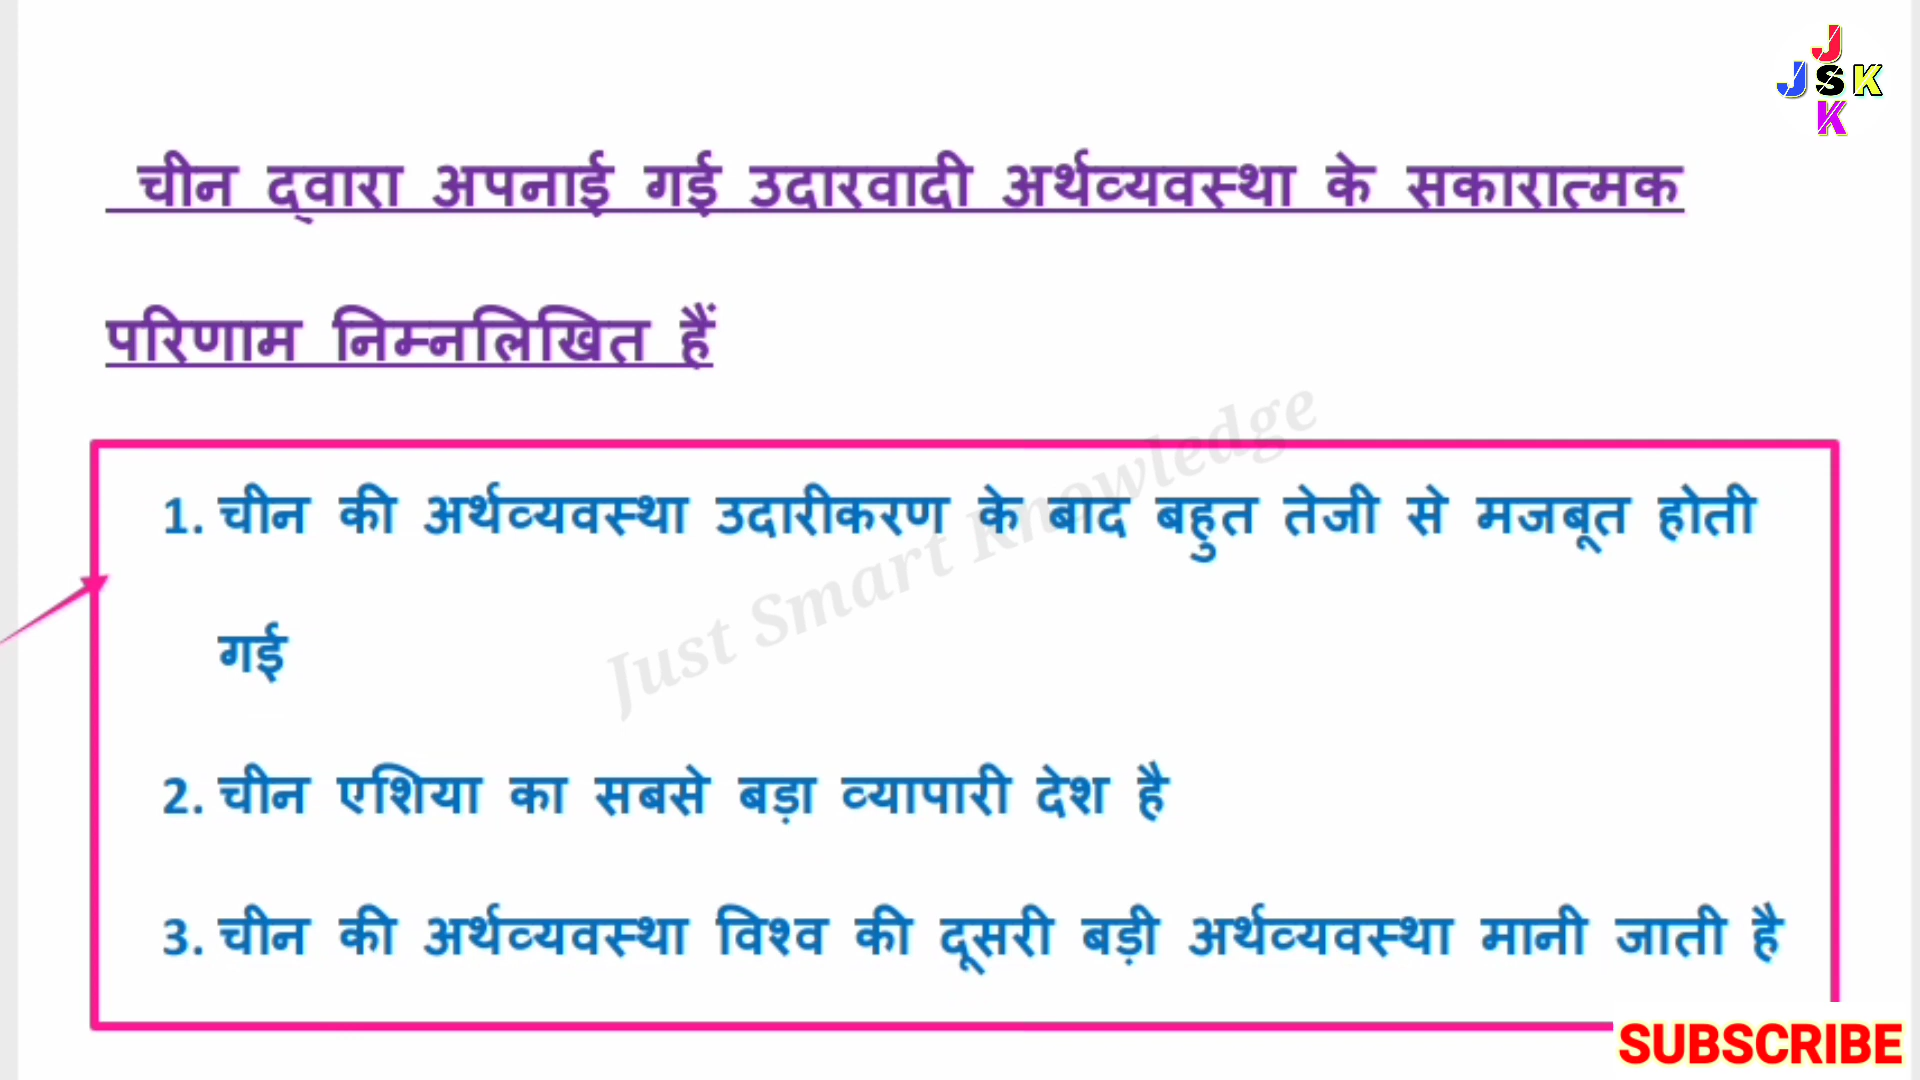 J
JSK
K
चीन द्वारा अपनाई गई उदारवादी अर्थव्यवस्था के सकारात्मक
परिणाम निम्नलिखित हैं
Just Smart Knowledge
1. चीन की अर्थव्यवस्था उदारीकरण के बाद बहुत तेजी से मजबूत होती
गई
2. चीन एशिया का सबसे बड़ा व्यापारी देश है
3. चीन की अर्थव्यवस्था विश्व की दूसरी बड़ी अर्थव्यवस्था मानी जाती है
SUBSCRIBE